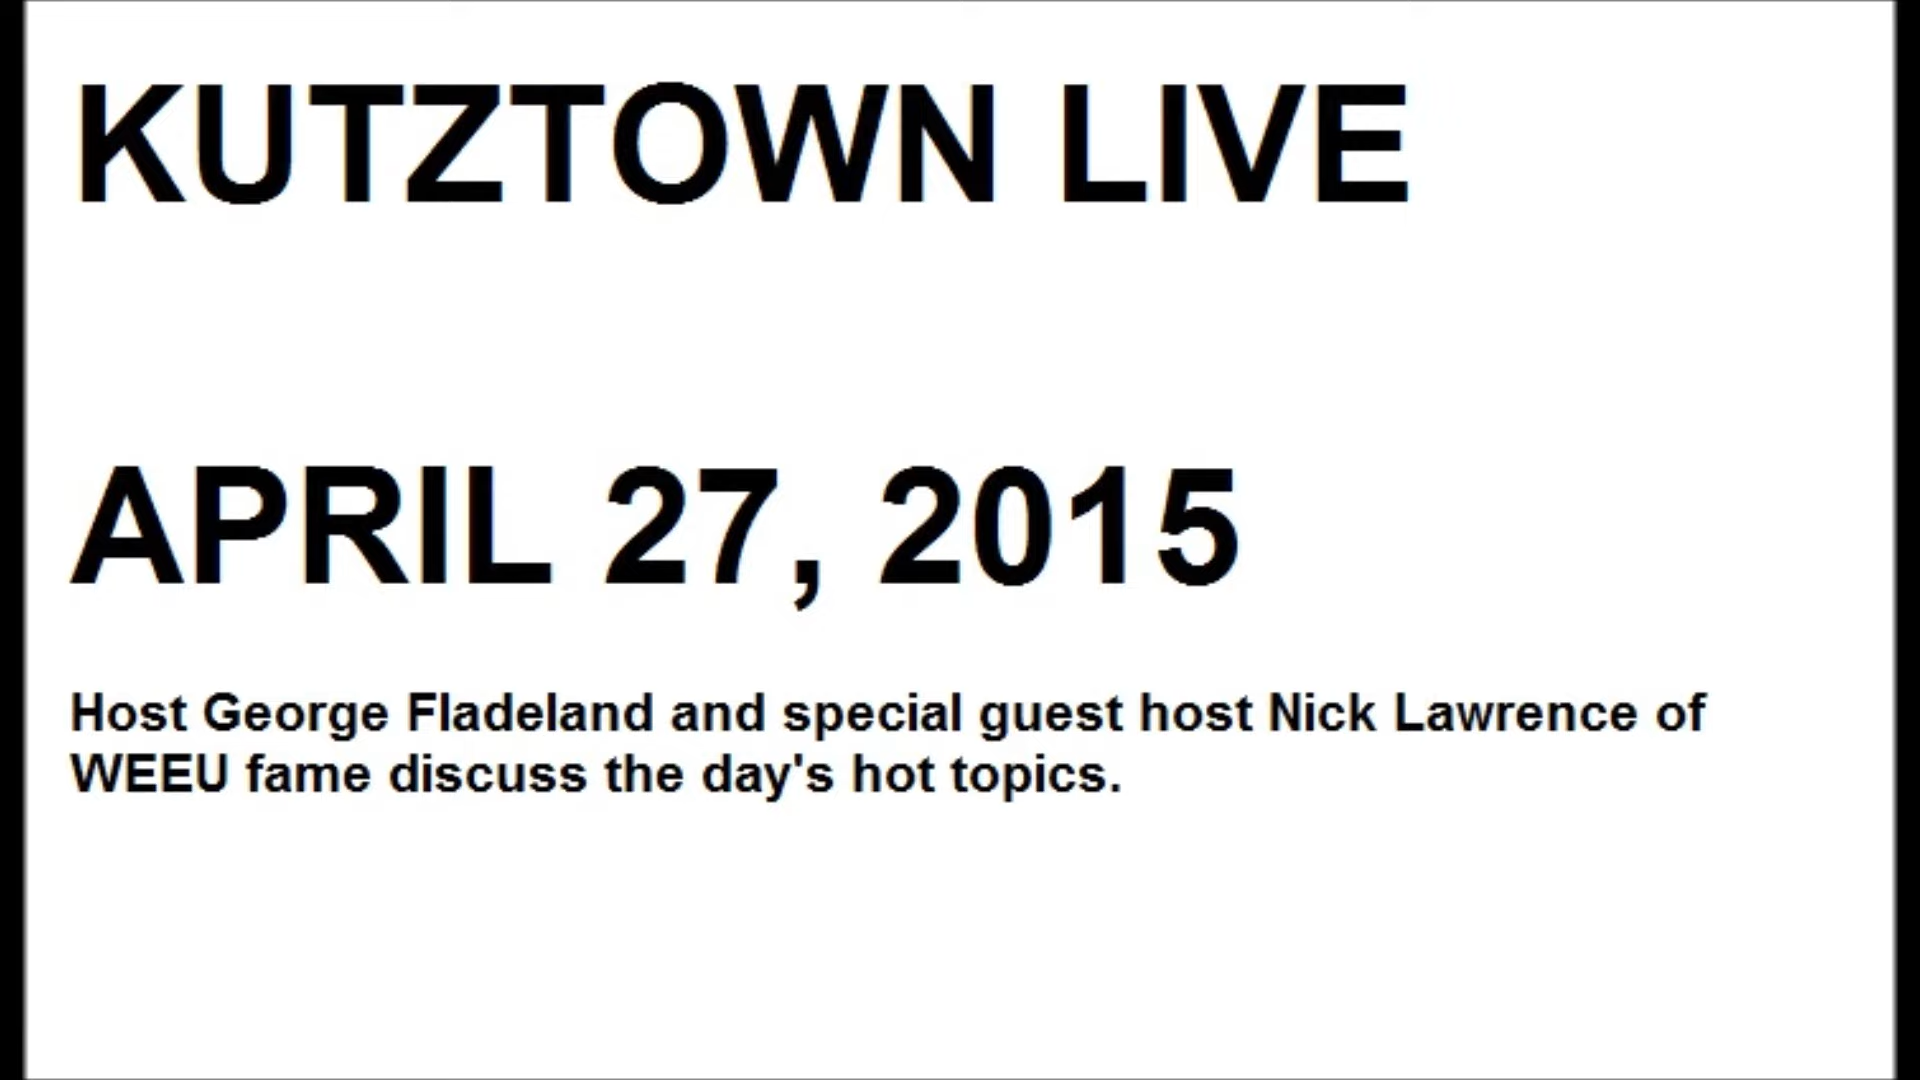 KUTZTOWN LIVE
APRIL 27, 2015
Host George Fladeland and special guest host Nick Lawrence of
WEEU fame discuss the day's hot topics.